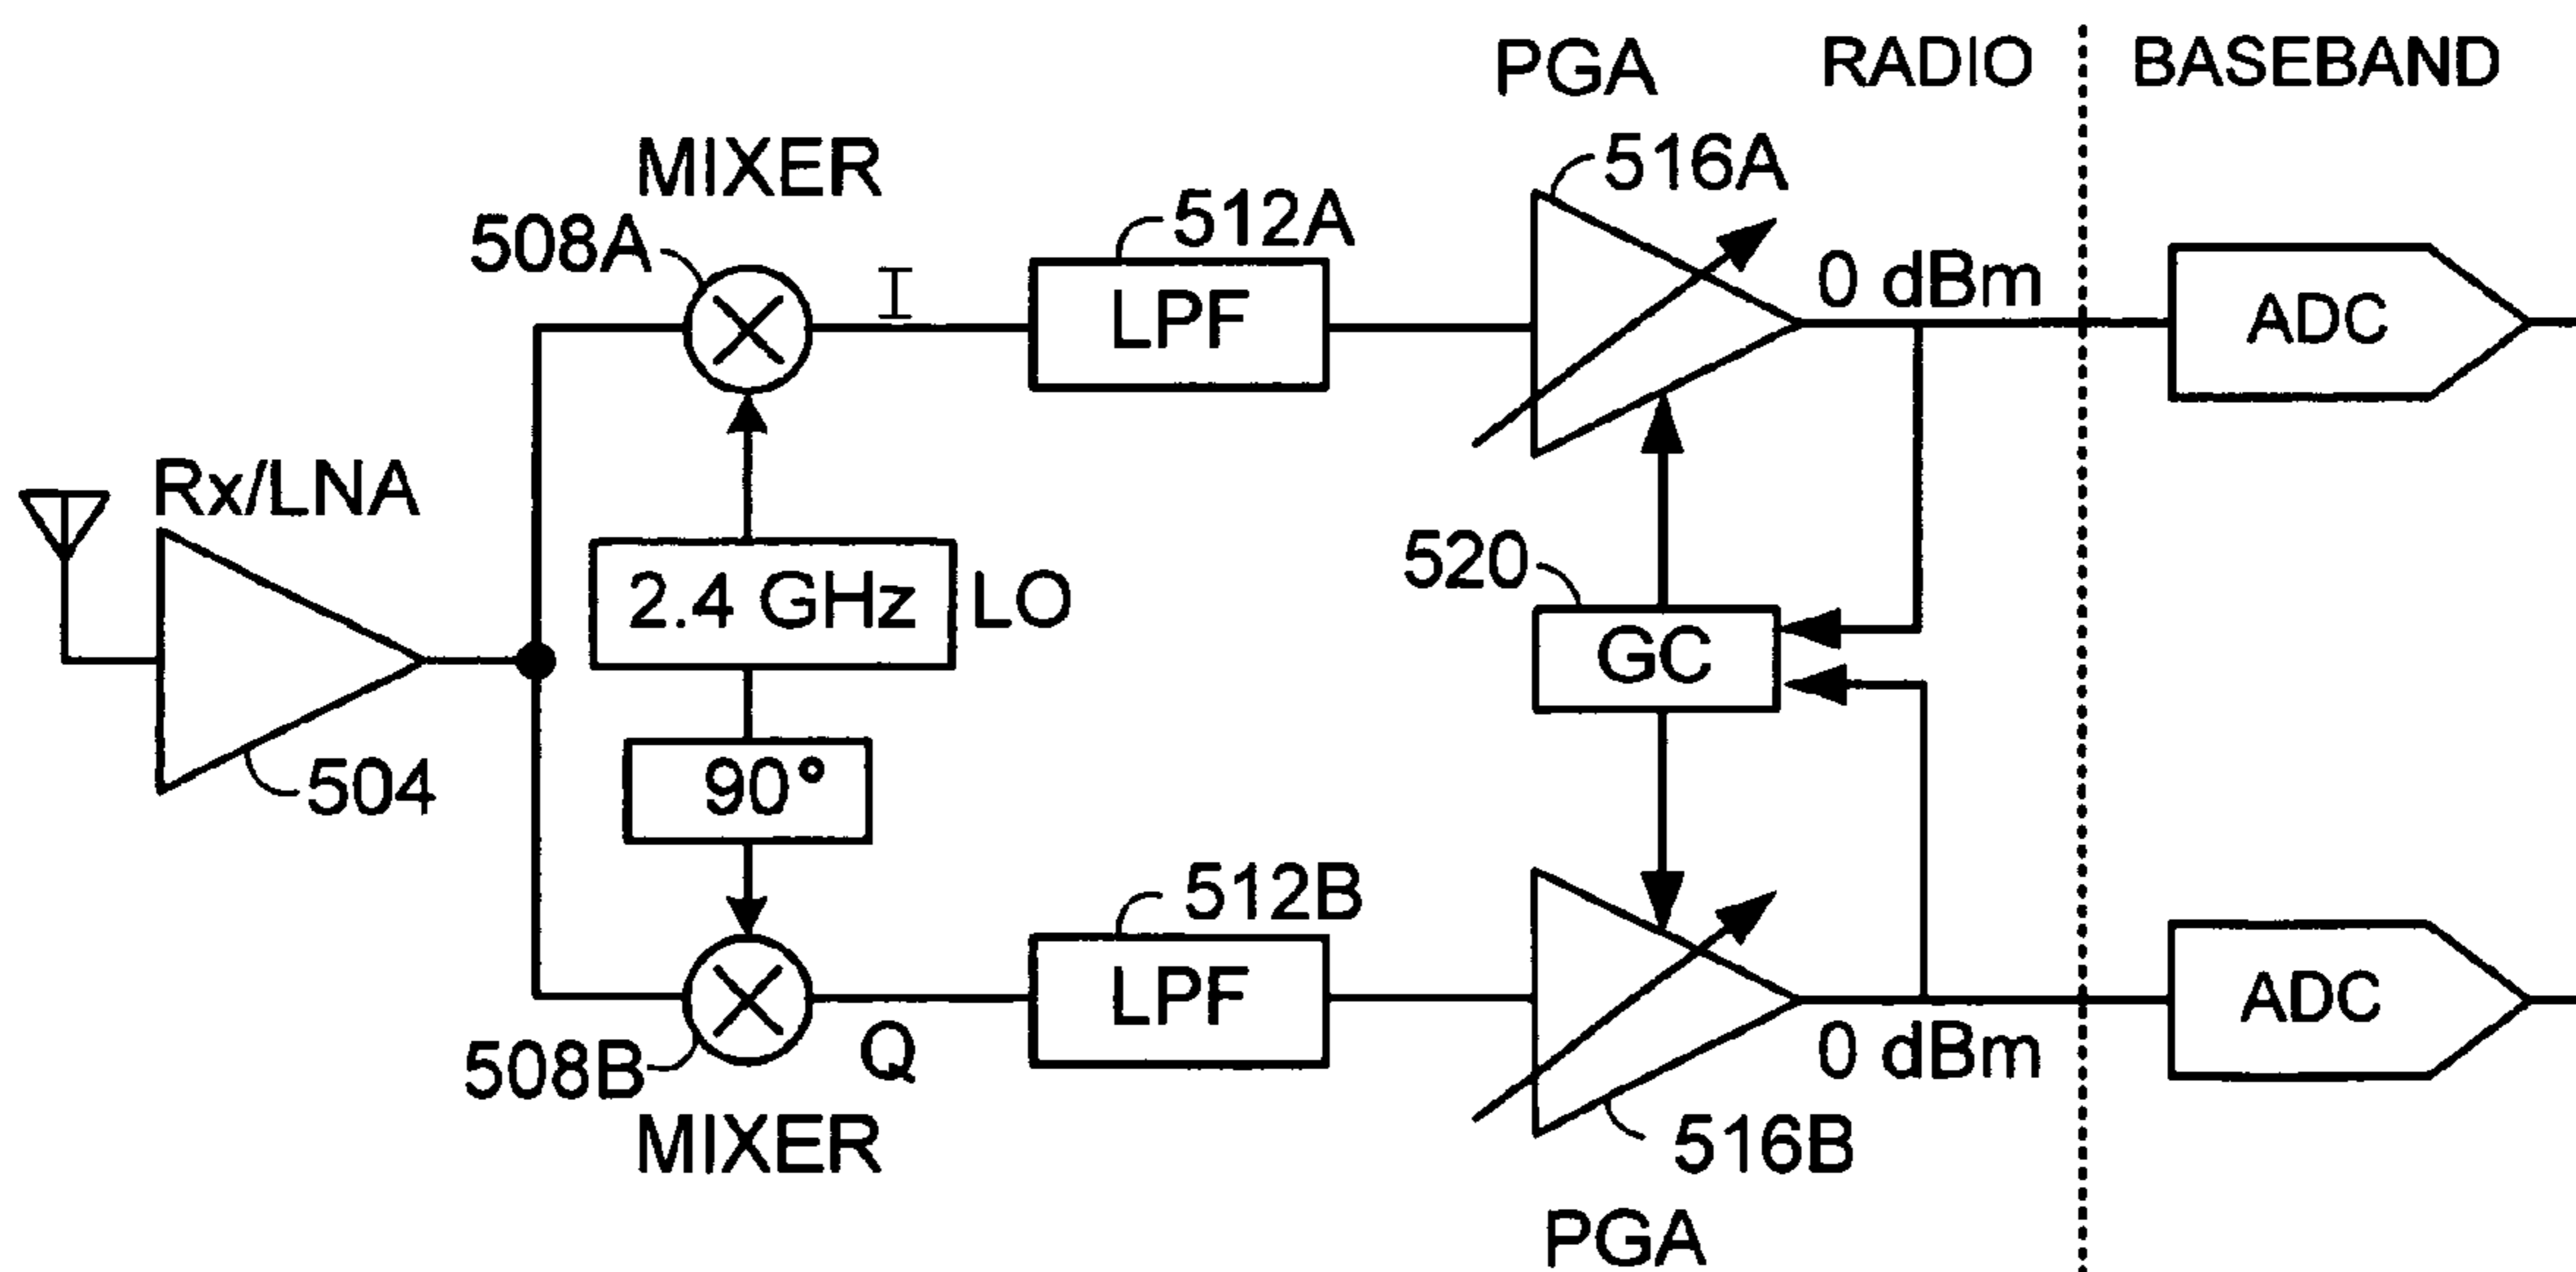 PGA
RADIO
BASEBAND
MIXER
516A
508A
I
512A
LPF
0 dBm
ADC
Rx/LNA
2.4 GHz
LO
520
GC
504
90°
512B
LPF
508B
Q
MIXER
0 dBm
ADC
516B
PGA